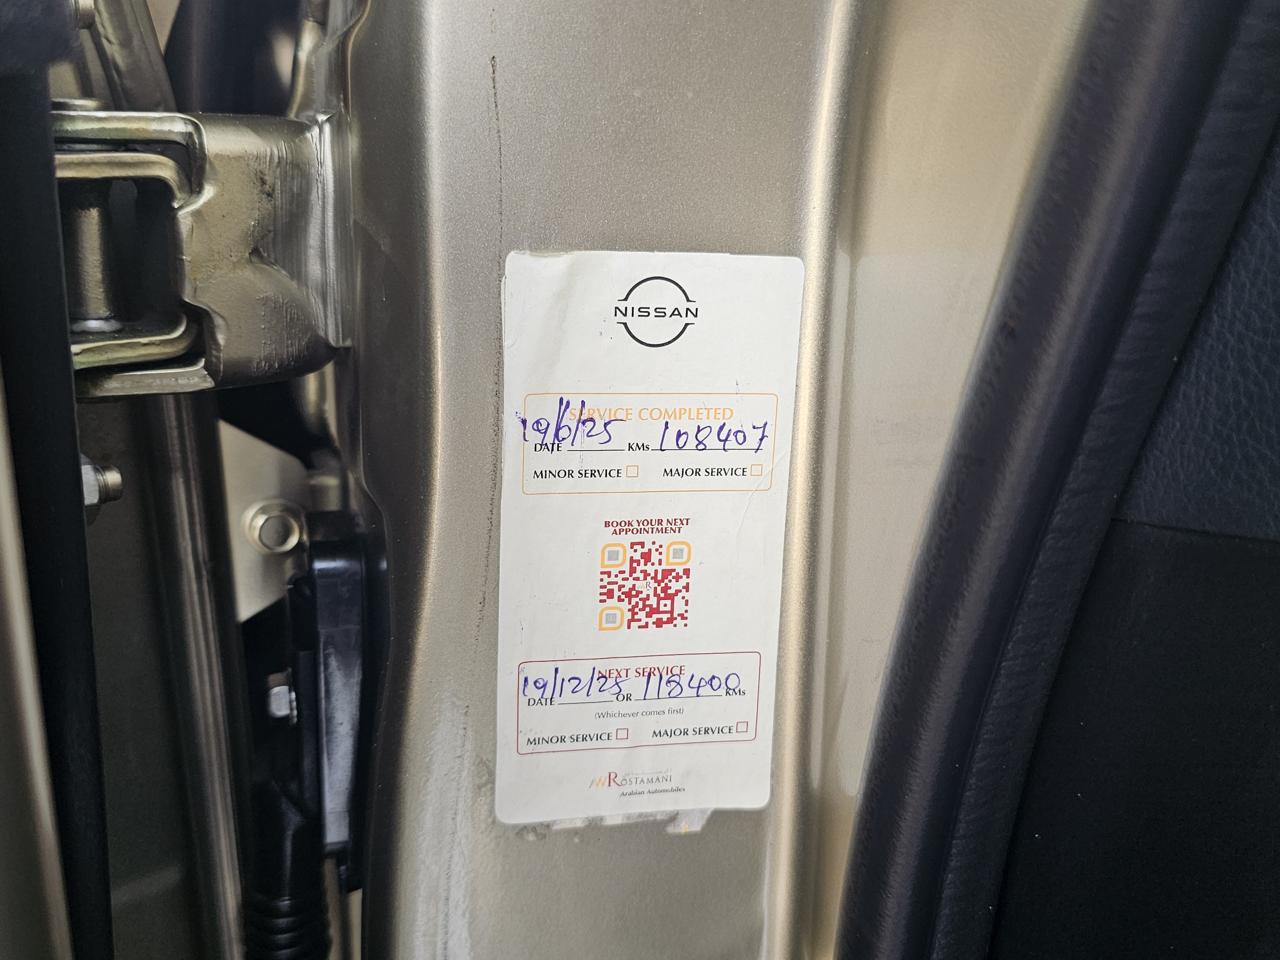 NISSAN
SERVICE COMPLETED
DATE 19/6/25 KMs 108407
MINOR SERVICE MAJOR SERVICE
BOOK YOUR NEXT
APPOINTMENT
NEXT SERVICE
DATE 19/12/25 OR 118400 KMs
(Whichever comes first)
MINOR SERVICE MAJOR SERVICE
AWROSTAMANI
Arabian Automobiles